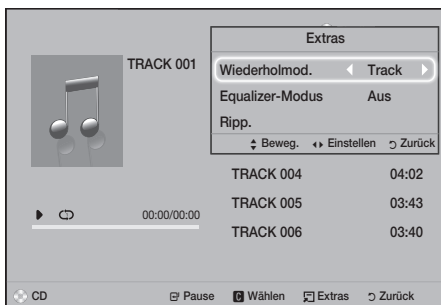 Extras
TRACK 001
Wiederholmod. Track
Equalizer-Modus Aus
Ripp.
Beweg. Einstellen Zurück
TRACK 004 04:02
TRACK 005 03:43
00:00/00:00
TRACK 006 03:40
CD Pause C Wählen Extras Zurück